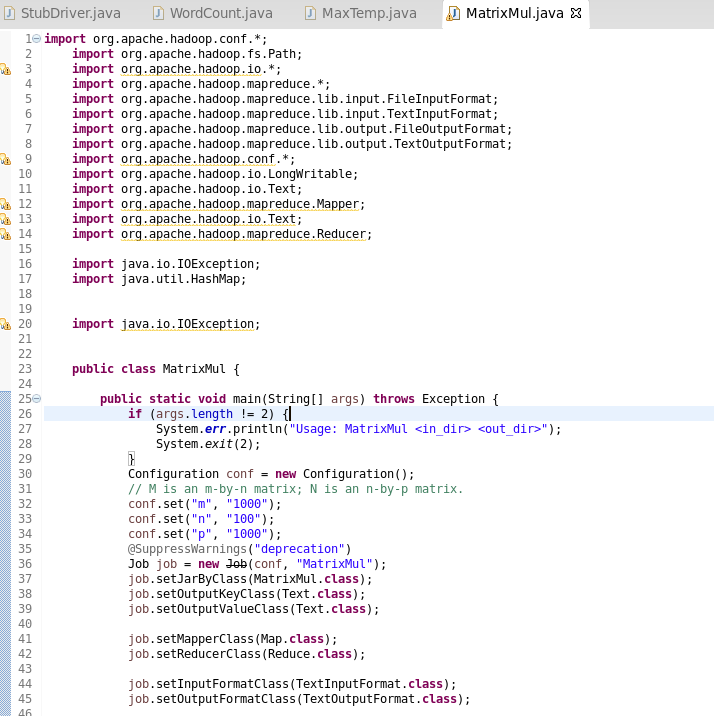 StubDriver.java WordCount.java MaxTemp.java MatrixMul.java
1 import org.apache.hadoop.conf.*;
2 import org.apache.hadoop.fs.Path;
3 import org.apache.hadoop.io.*;
4 import org.apache.hadoop.mapreduce.*;
5 import org.apache.hadoop.mapreduce.lib.input.FileInputFormat;
6 import org.apache.hadoop.mapreduce.lib.input.TextInputFormat;
7 import org.apache.hadoop.mapreduce.lib.output.FileOutputFormat;
8 import org.apache.hadoop.mapreduce.lib.output.TextOutputFormat;
9 import org.apache.hadoop.conf.*;
10 import org.apache.hadoop.io.LongWritable;
11 import org.apache.hadoop.io.Text;
12 import org.apache.hadoop.mapreduce.Mapper;
13 import org.apache.hadoop.io.Text;
14 import org.apache.hadoop.mapreduce.Reducer;
15
16 import java.io.IOException;
17 import java.util.HashMap;
18
19
20 import java.io.IOException;
21
22
23 public class MatrixMul {
24
25 public static void main(String[] args) throws Exception {
26 if (args.length != 2) {
27 System.err.println("Usage: MatrixMul <in_dir> <out_dir>");
28 System.exit(2);
29 }
30 Configuration conf = new Configuration();
31 // M is an m-by-n matrix; N is an n-by-p matrix.
32 conf.set("m", "1000");
33 conf.set("n", "100");
34 conf.set("p", "1000");
35 @SuppressWarnings("deprecation")
36 Job job = new Job(conf, "MatrixMul");
37 job.setJarByClass(MatrixMul.class);
38 job.setOutputKeyClass(Text.class);
39 job.setOutputValueClass(Text.class);
40
41 job.setMapperClass(Map.class);
42 job.setReducerClass(Reduce.class);
43
44 job.setInputFormatClass(TextInputFormat.class);
45 job.setOutputFormatClass(TextOutputFormat.class);
46